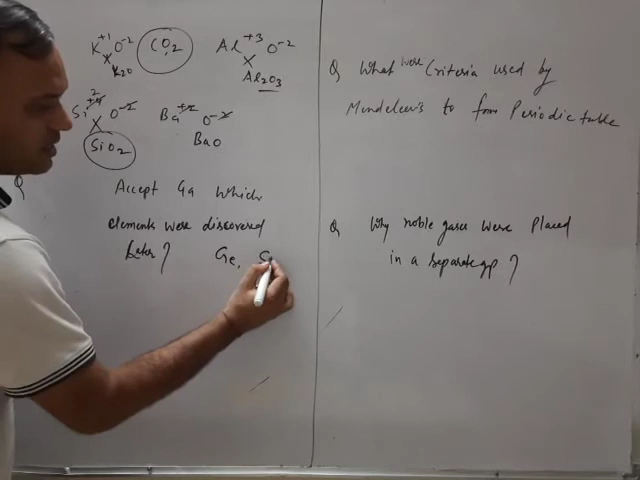 K+1 O-2 CO2 Al+3 O-2
K2O Al2O3
Si+4 2 O-2 Ba+2 O-2
SiO2 BaO
Q Accept Ga which
elements were discovered
later? Ge, S
Q What were Criteria used by
Mendeleev's to form Periodic table
Q Why noble gases were placed
in a separate gp ?